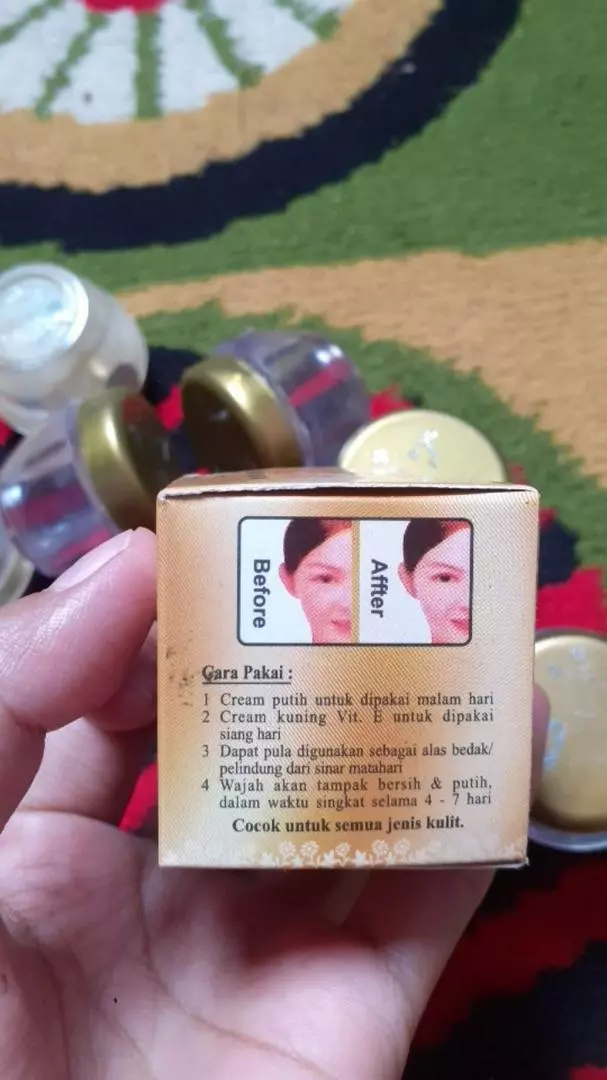 Before
Affter
Cara Pakai :
1 Cream putih untuk dipakai malam hari
2 Cream kuning Vit. E untuk dipakai
siang hari
3 Dapat pula digunakan sebagai alas bedak/
pelindung dari sinar matahari
4 Wajah akan tampak bersih & putih,
dalam waktu singkat selama 4 - 7 hari
Cocok untuk semua jenis kulit.